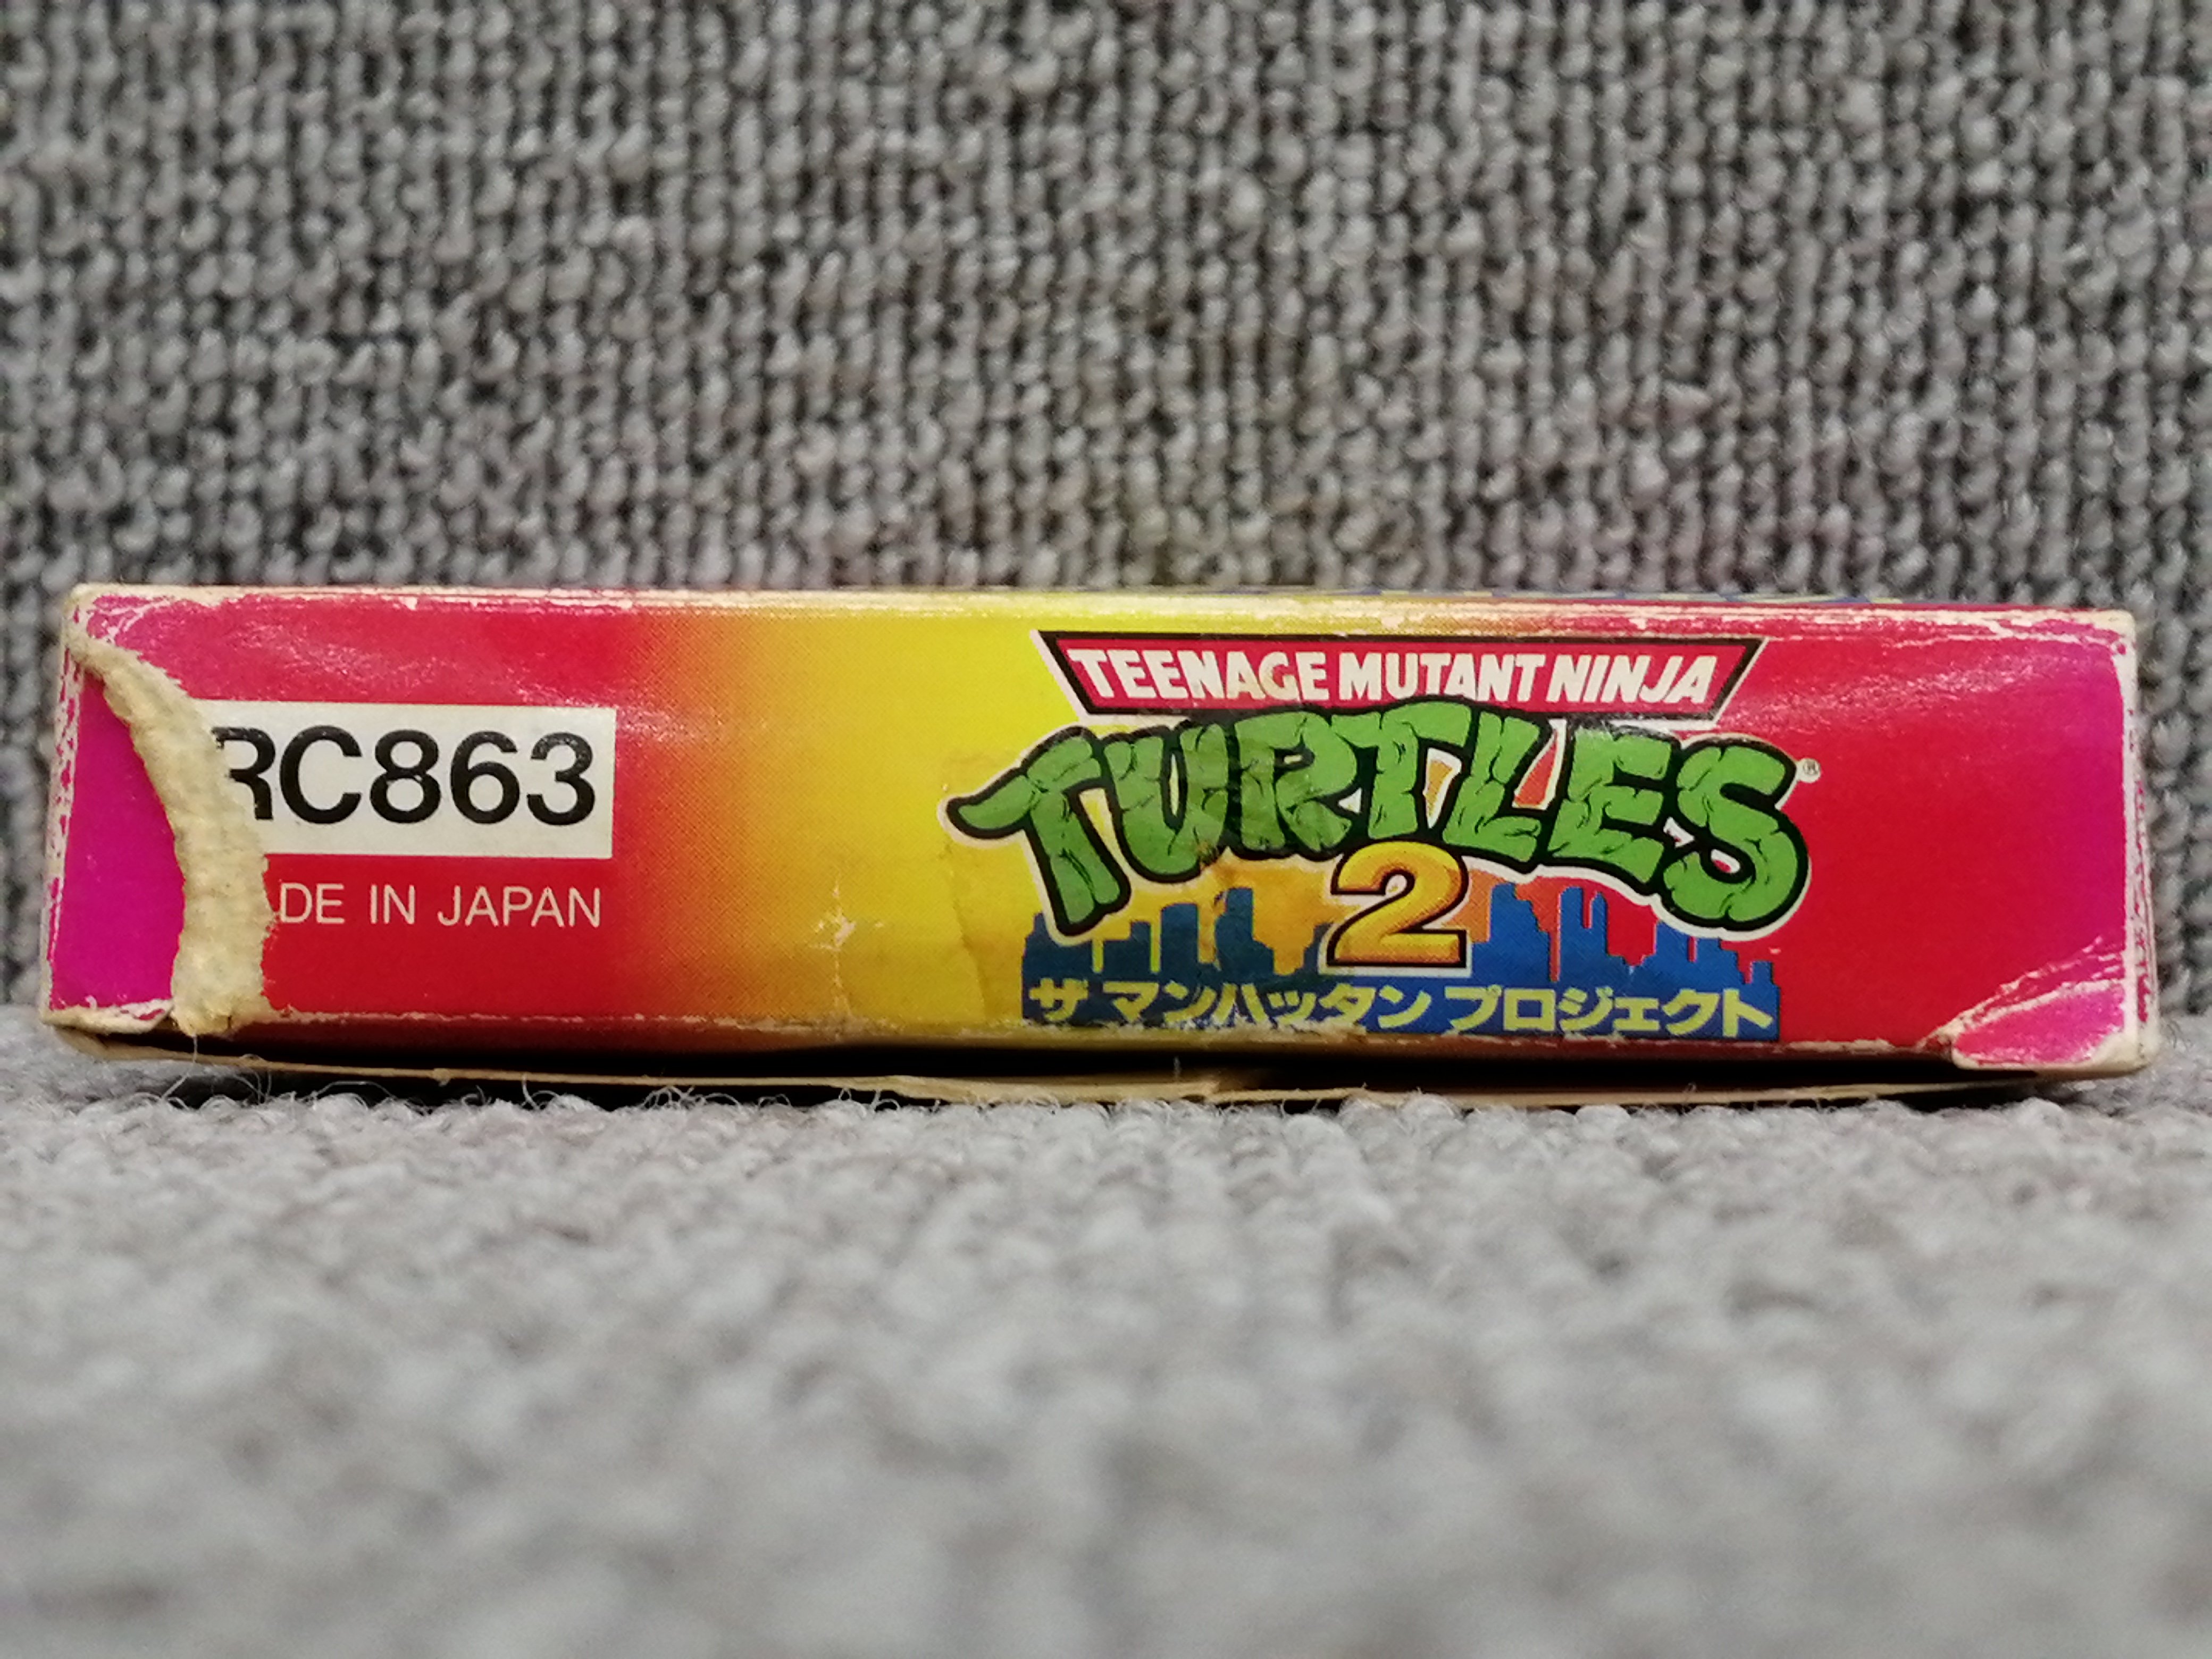 RC863
DE IN JAPAN
TEENAGE MUTANT NINJA
TURTLES®
2
ザ マンハッタン プロジェクト